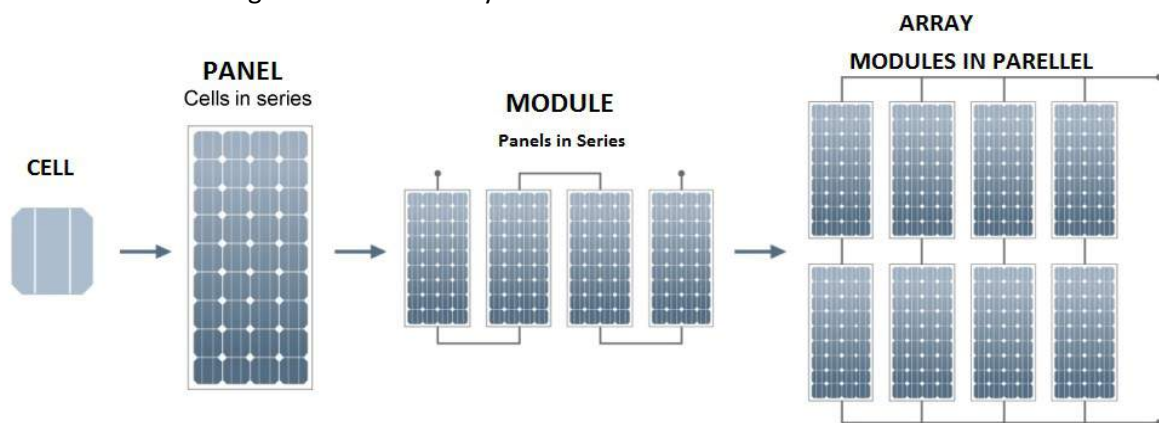 CELL
PANEL
Cells in series
MODULE
Panels in Series
ARRAY
MODULES IN PARELLEL